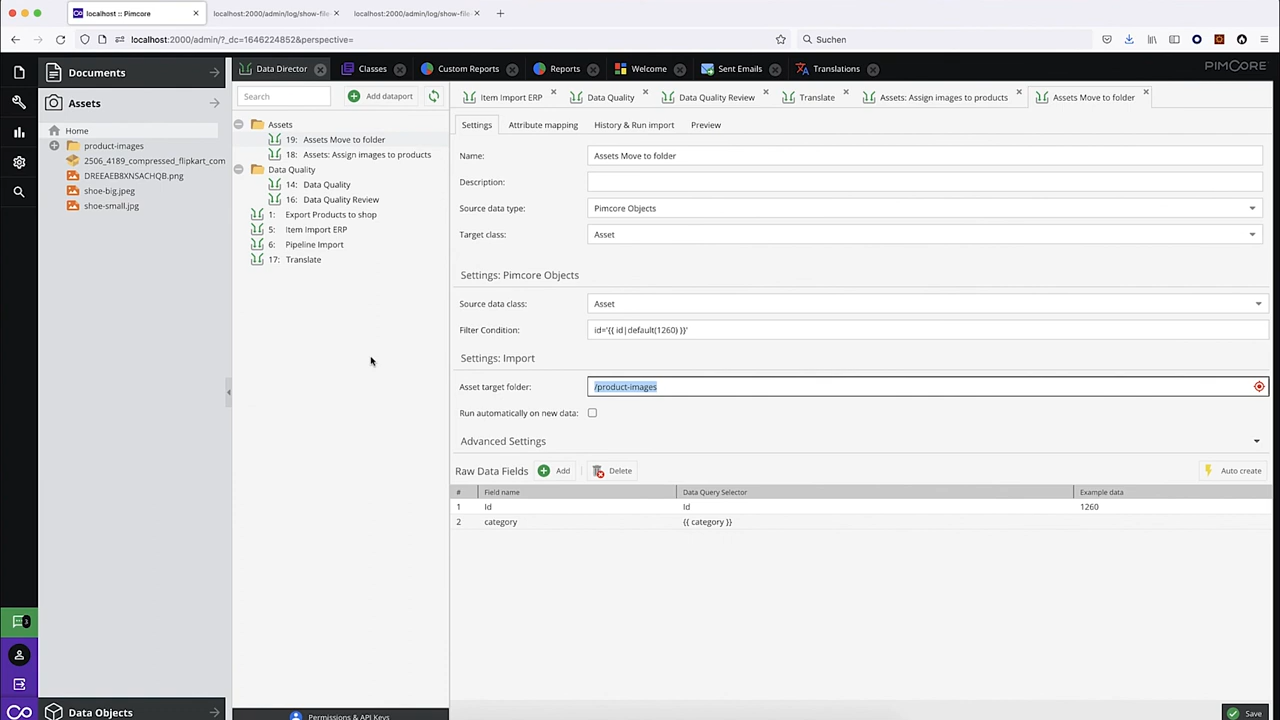 localhost :: Pimcore
localhost:2000/admin/log/show-file
localhost:2000/admin/log/show-file
localhost:2000/admin/?_dc=1646224852&perspective=
Suchen
Documents
Assets
Home
product-images
2506_4189_compressed_flipkart_com
DREEAEB8XNSACHQB.png
shoe-big.jpeg
shoe-small.jpg
Data Objects
Data Director
Classes
Custom Reports
Reports
Welcome
Sent Emails
Translations
PIMCORE
Search
Add dataport
Assets
19: Assets Move to folder
18: Assets: Assign images to products
Data Quality
14: Data Quality
16: Data Quality Review
1: Export Products to shop
5: Item Import ERP
6: Pipeline Import
17: Translate
Permissions & API Keys
Item Import ERP
Data Quality
Data Quality Review
Translate
Assets: Assign images to products
Assets Move to folder
Settings
Attribute mapping
History & Run import
Preview
Name: Assets Move to folder
Description:
Source data type: Pimcore Objects
Target class: Asset
Settings: Pimcore Objects
Source data class: Asset
Filter Condition: id='{{ id|default(1260) }}'
Settings: Import
Asset target folder: /product-images
Run automatically on new data:
Advanced Settings
Raw Data Fields Add Delete Auto create
# Field name Data Query Selector Example data
1 Id Id 1260
2 category {{ category }}
Save